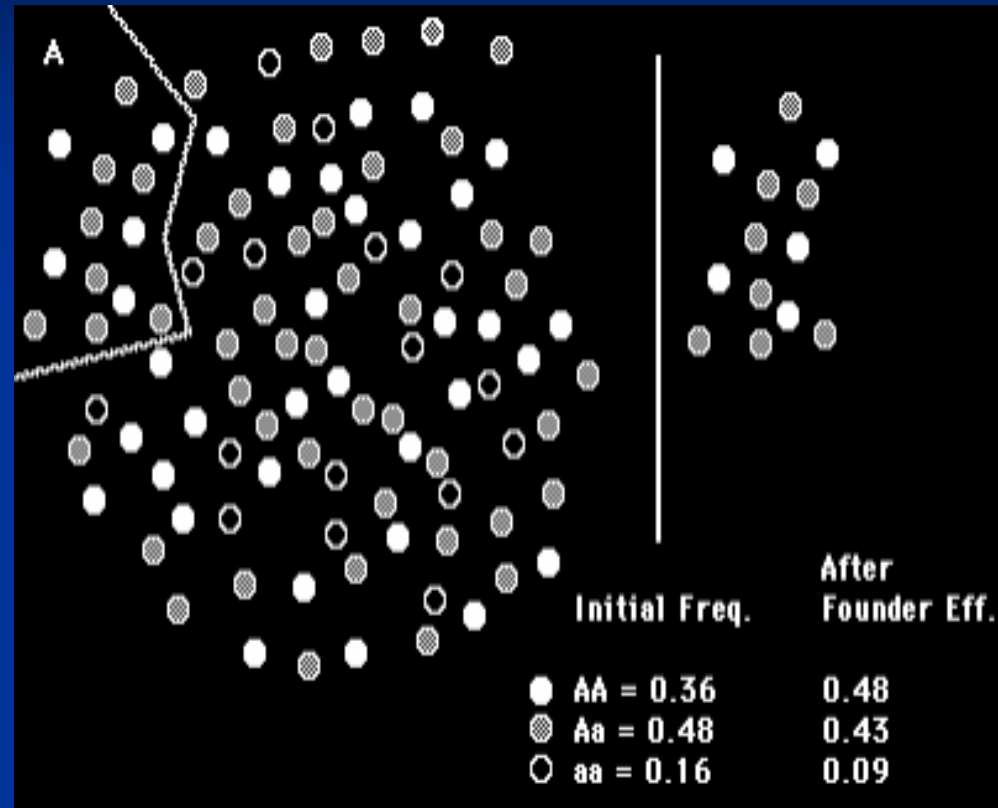 A
After
Initial Freq. Founder Eff.
AA = 0.36 0.48
Aa = 0.48 0.43
aa = 0.16 0.09